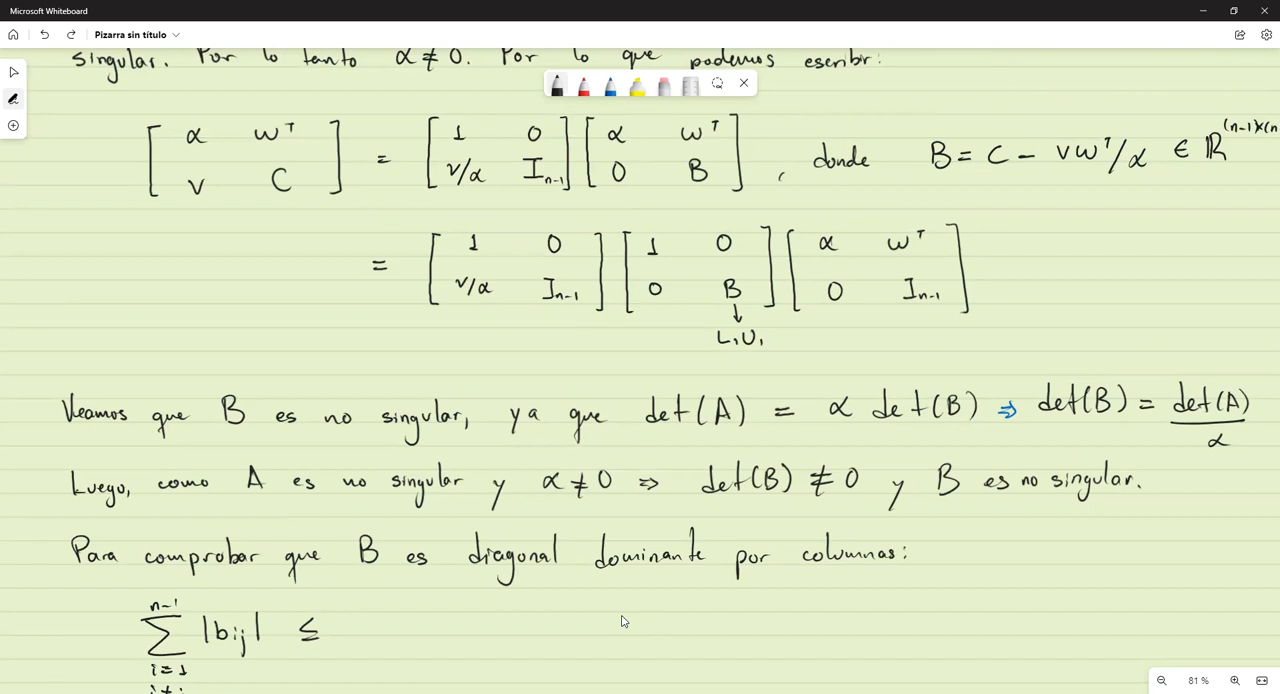 Microsoft Whiteboard
Pizarra sin título
singular. Por lo tanto α ≠ 0. Por lo que podemos escribir:
[ α wᵀ ; v C ] = [ 1 0 ; v/α Iₙ₋₁ ] [ α wᵀ ; 0 B ], donde B = C - vwᵀ/α ∈ ℝ^(n-1)×(n
= [ 1 0 ; v/α Iₙ₋₁ ] [ 1 0 ; 0 B ] [ α wᵀ ; 0 Iₙ₋₁ ]
↓
L₁U₁
Veamos que B es no singular, ya que det(A) = α det(B) ⇒ det(B) = det(A)/α
Luego, como A es no singular y α ≠ 0 ⇒ det(B) ≠ 0 y B es no singular.
Para comprobar que B es diagonal dominante por columnas:
n-1
∑ |bij| ≤
i=1
i≠j
81 %